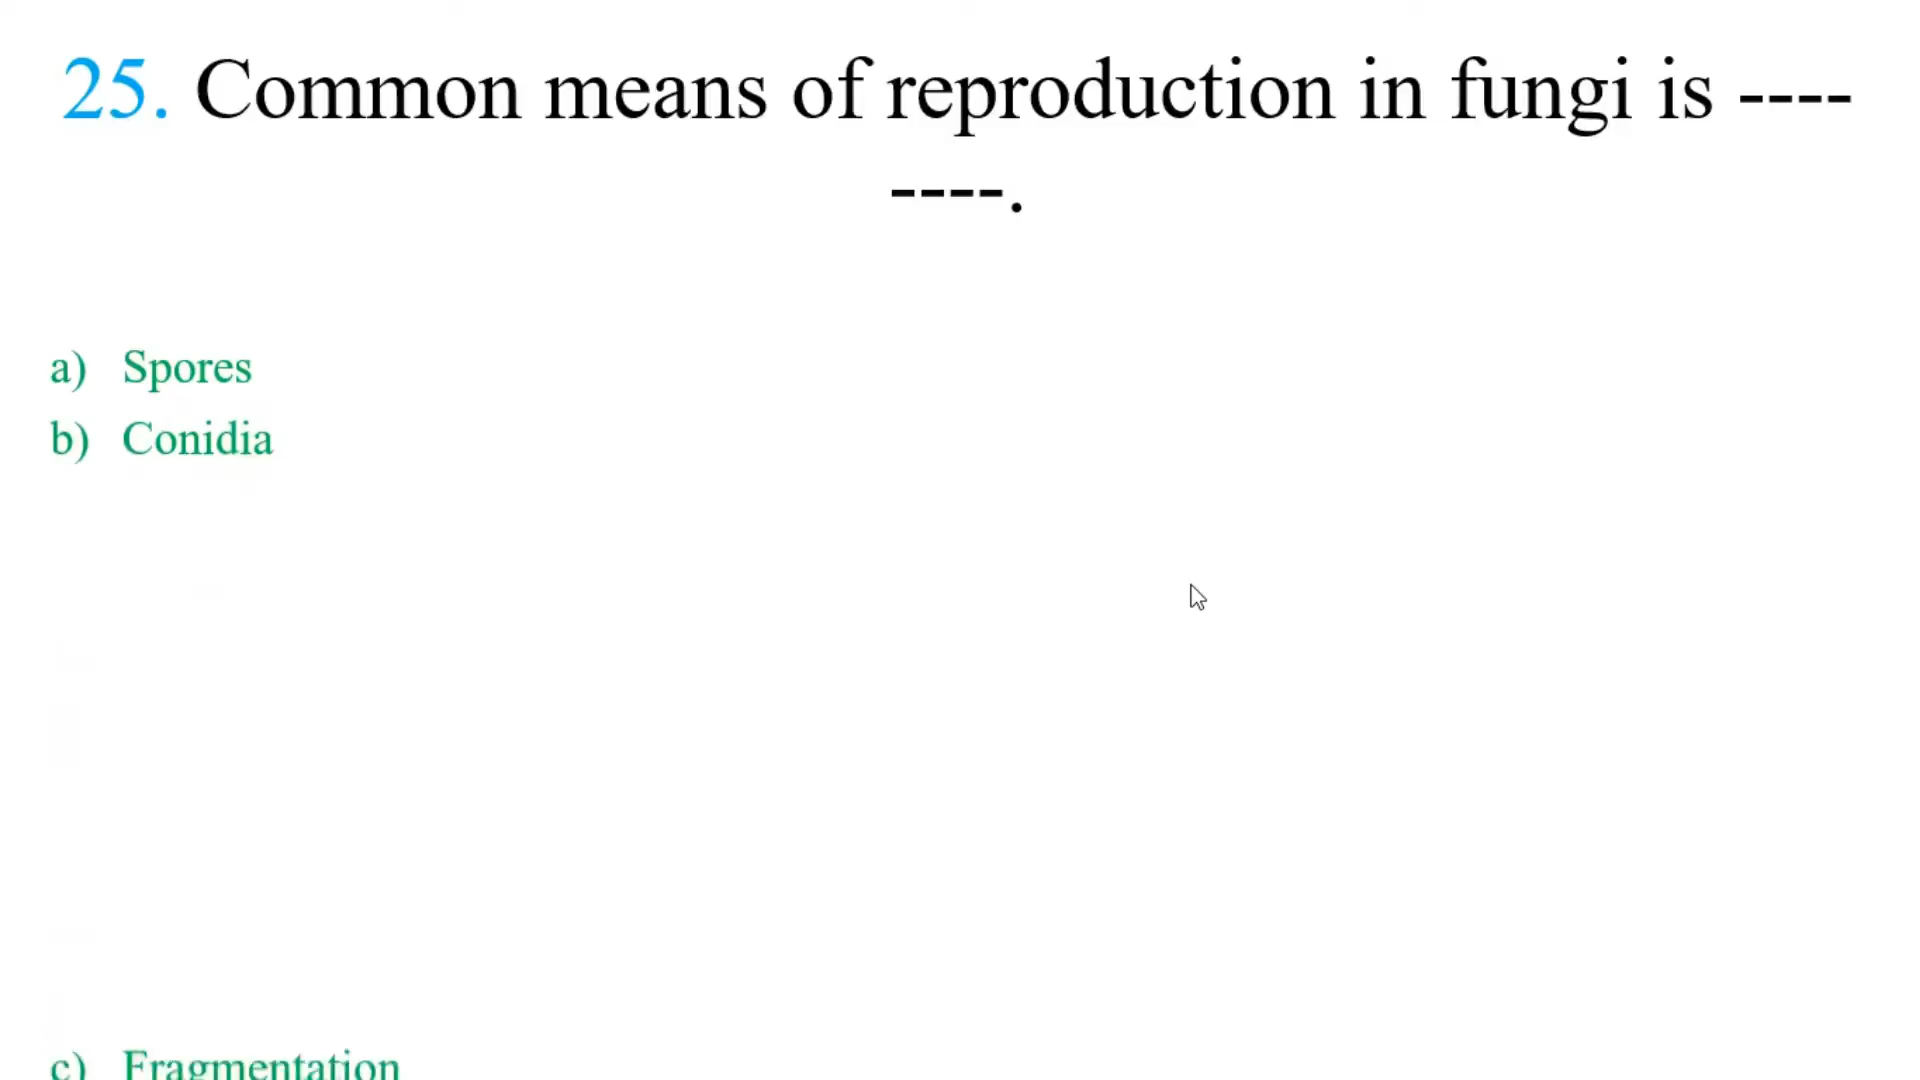 25. Common means of reproduction in fungi is ----
----.
a) Spores
b) Conidia
c) Fragmentation